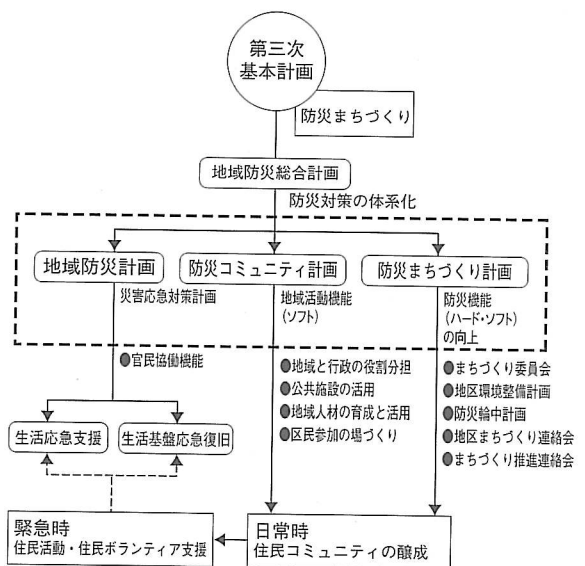 第三次
基本計画
防災まちづくり
地域防災総合計画
防災対策の体系化
地域防災計画
災害応急対策計画
防災コミュニティ計画
地域活動機能
(ソフト)
防災まちづくり計画
防災機能
(ハード・ソフト)
の向上
●官民協働機能
●地域と行政の役割分担
●公共施設の活用
●地域人材の育成と活用
●区民参加の場づくり
●まちづくり委員会
●地区環境整備計画
●防災輪中計画
●地区まちづくり連絡会
●まちづくり推進連絡会
生活応急支援
生活基盤応急復旧
緊急時
住民活動・住民ボランティア支援
日常時
住民コミュニティの醸成